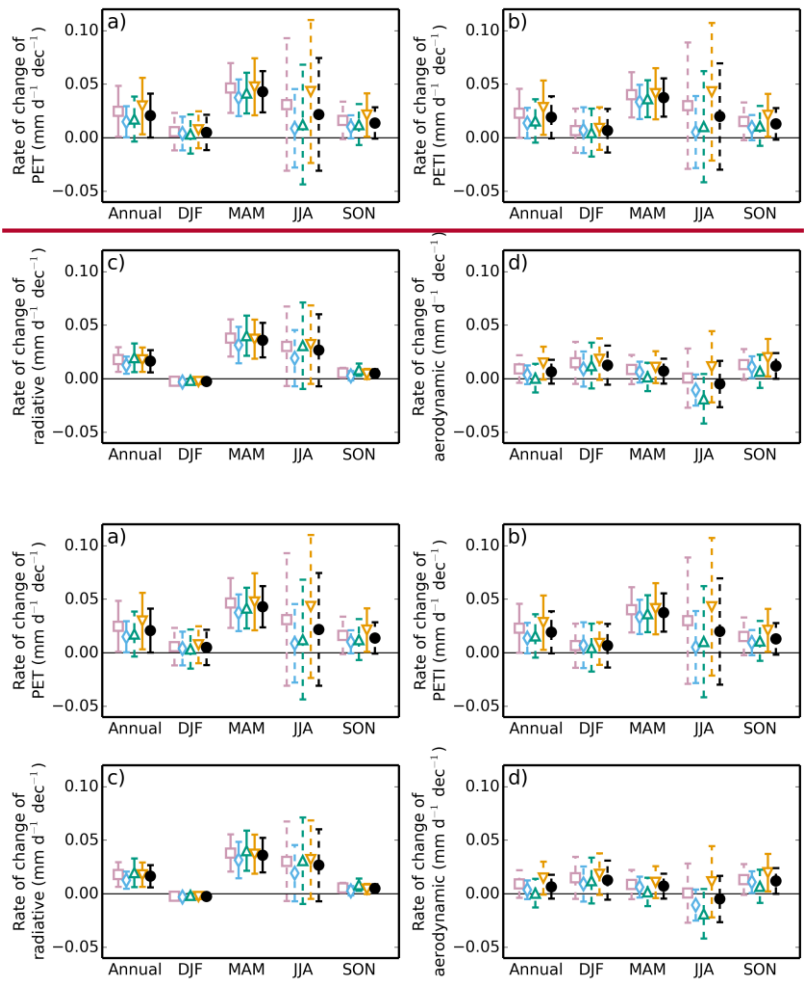 a)
Rate of change of
PET (mm d⁻¹ dec⁻¹)
0.10
0.05
0.00
−0.05
Annual DJF MAM JJA SON
b)
Rate of change of
PETI (mm d⁻¹ dec⁻¹)
0.10
0.05
0.00
−0.05
Annual DJF MAM JJA SON
c)
Rate of change of
radiative (mm d⁻¹ dec⁻¹)
0.10
0.05
0.00
−0.05
Annual DJF MAM JJA SON
d)
Rate of change of
aerodynamic (mm d⁻¹ dec⁻¹)
0.10
0.05
0.00
−0.05
Annual DJF MAM JJA SON
a)
Rate of change of
PET (mm d⁻¹ dec⁻¹)
0.10
0.05
0.00
−0.05
Annual DJF MAM JJA SON
b)
Rate of change of
PETI (mm d⁻¹ dec⁻¹)
0.10
0.05
0.00
−0.05
Annual DJF MAM JJA SON
c)
Rate of change of
radiative (mm d⁻¹ dec⁻¹)
0.10
0.05
0.00
−0.05
Annual DJF MAM JJA SON
d)
Rate of change of
aerodynamic (mm d⁻¹ dec⁻¹)
0.10
0.05
0.00
−0.05
Annual DJF MAM JJA SON